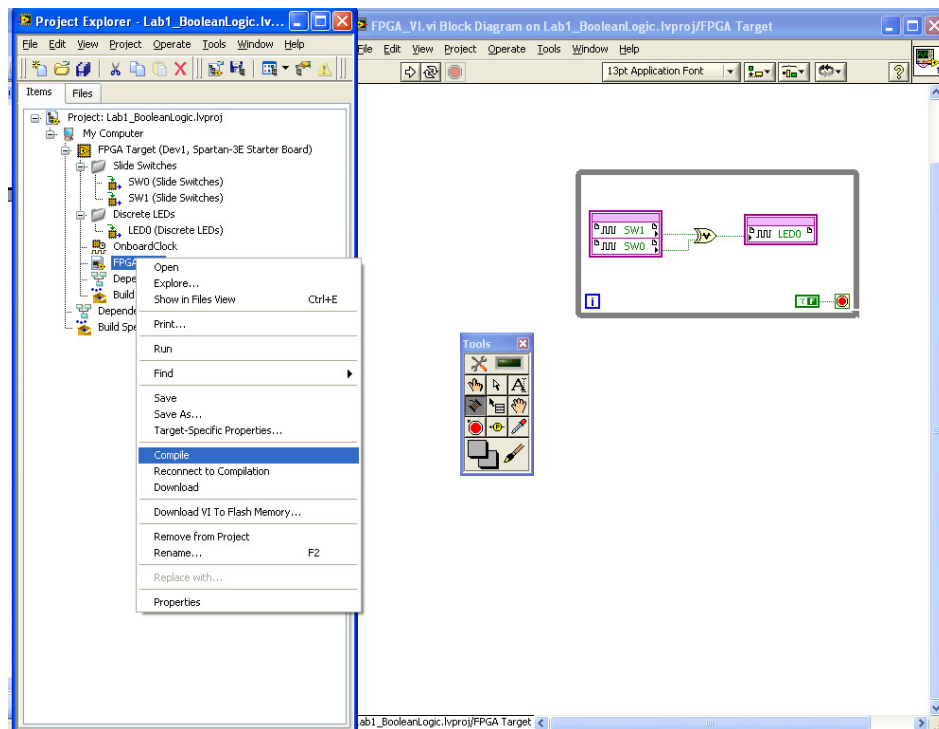 Project Explorer - Lab1_BooleanLogic.lv...
File Edit View Project Operate Tools Window Help
Items Files
Project: Lab1_BooleanLogic.lvproj
My Computer
FPGA Target (Dev1, Spartan-3E Starter Board)
Slide Switches
SW0 (Slide Switches)
SW1 (Slide Switches)
Discrete LEDs
LED0 (Discrete LEDs)
OnboardClock
FPGA
Depe
Build
Depende
Build Spe
Open
Explore...
Show in Files View Ctrl+E
Print...
Run
Find
Save
Save As...
Target-Specific Properties...
Compile
Reconnect to Compilation
Download
Download VI To Flash Memory...
Remove from Project
Rename... F2
Replace with...
Properties
FPGA_VI.vi Block Diagram on Lab1_BooleanLogic.lvproj/FPGA Target
File Edit View Project Operate Tools Window Help
13pt Application Font
?
SW1
SW0
LED0
i
T F
Tools
A
P
ab1_BooleanLogic.lvproj/FPGA Target